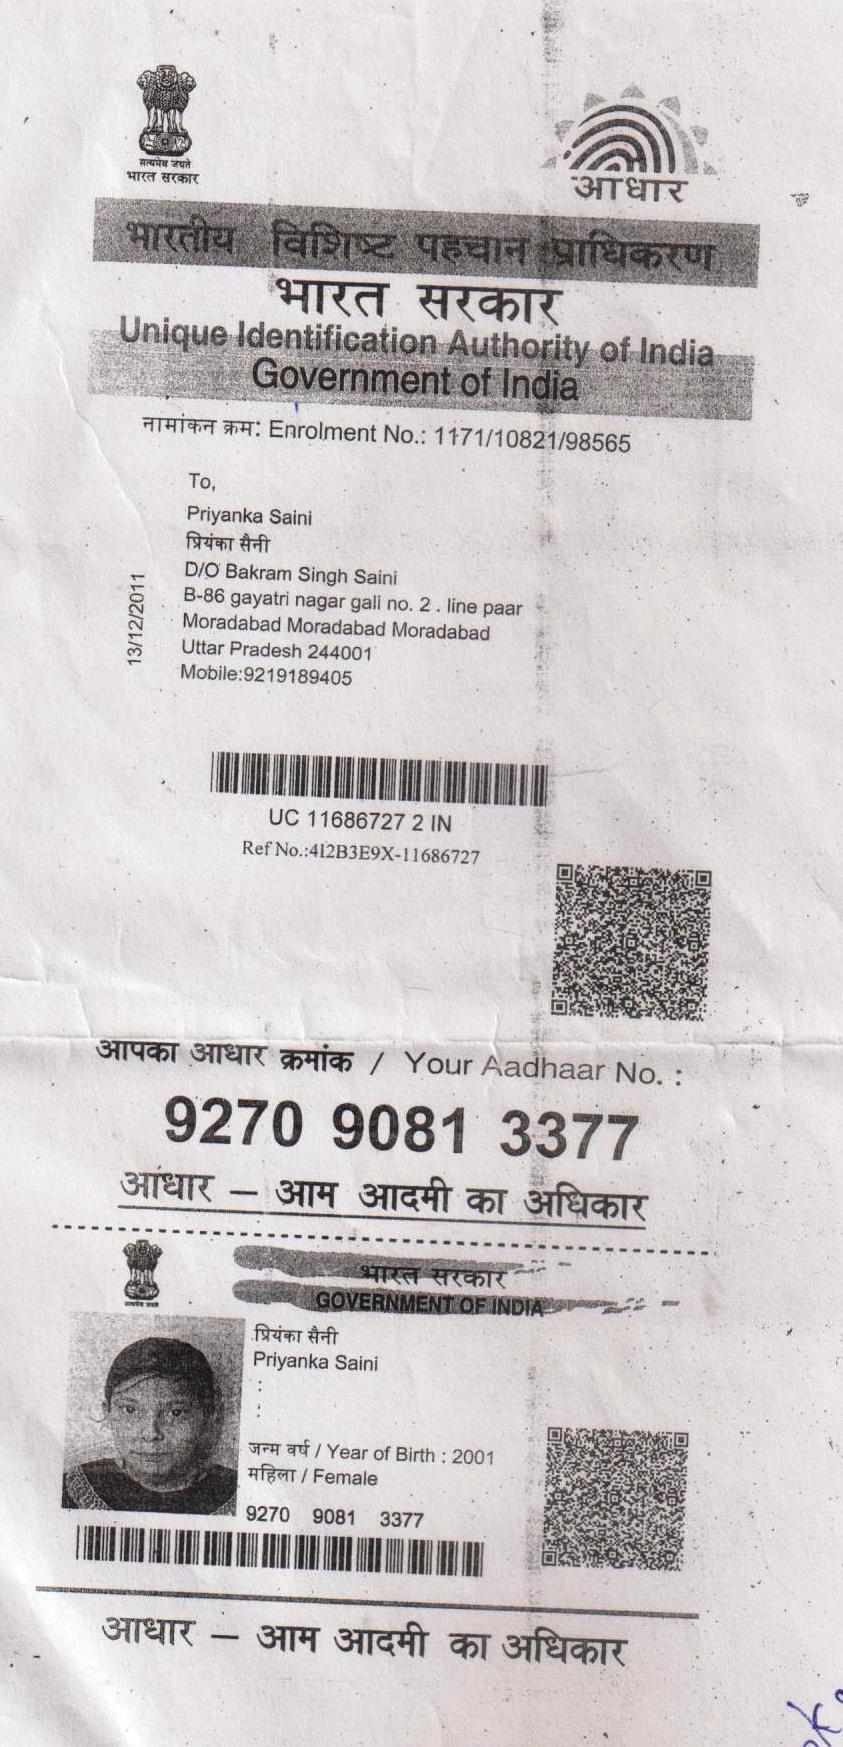 सत्यमेव जयते
भारत सरकार
आधार
भारतीय विशिष्ट पहचान प्राधिकरण
भारत सरकार
Unique Identification Authority of India
Government of India
नामांकन क्रम: Enrolment No.: 1171/10821/98565
To,
Priyanka Saini
प्रियंका सैनी
D/O Bakram Singh Saini
B-86 gayatri nagar gali no. 2 . line paar
Moradabad Moradabad Moradabad
Uttar Pradesh 244001
Mobile:9219189405
13/12/2011
UC 11686727 2 IN
Ref No.:4I2B3E9X-11686727
आपका आधार क्रमांक / Your Aadhaar No. :
9270 9081 3377
आधार – आम आदमी का अधिकार
सत्यमेव जयते
भारत सरकार
GOVERNMENT OF INDIA
प्रियंका सैनी
Priyanka Saini
:
:
जन्म वर्ष / Year of Birth : 2001
महिला / Female
9270 9081 3377
आधार – आम आदमी का अधिकार